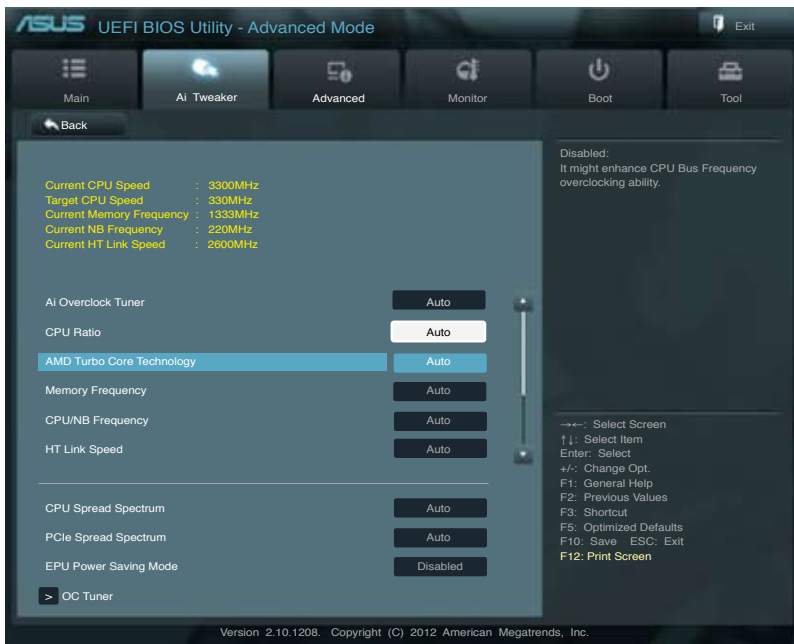 ASUS UEFI BIOS Utility - Advanced Mode
Exit
Main
Ai Tweaker
Advanced
Monitor
Boot
Tool
Back
Current CPU Speed : 3300MHz
Target CPU Speed : 330MHz
Current Memory Frequency : 1333MHz
Current NB Frequency : 220MHz
Current HT Link Speed : 2600MHz
Ai Overclock Tuner Auto
CPU Ratio Auto
AMD Turbo Core Technology Auto
Memory Frequency Auto
CPU/NB Frequency Auto
HT Link Speed Auto
CPU Spread Spectrum Auto
PCIe Spread Spectrum Auto
EPU Power Saving Mode Disabled
> OC Tuner
Disabled:
It might enhance CPU Bus Frequency
overclocking ability.
→←: Select Screen
↑↓: Select Item
Enter: Select
+/-: Change Opt.
F1: General Help
F2: Previous Values
F3: Shortcut
F5: Optimized Defaults
F10: Save ESC: Exit
F12: Print Screen
Version 2.10.1208. Copyright (C) 2012 American Megatrends, Inc.